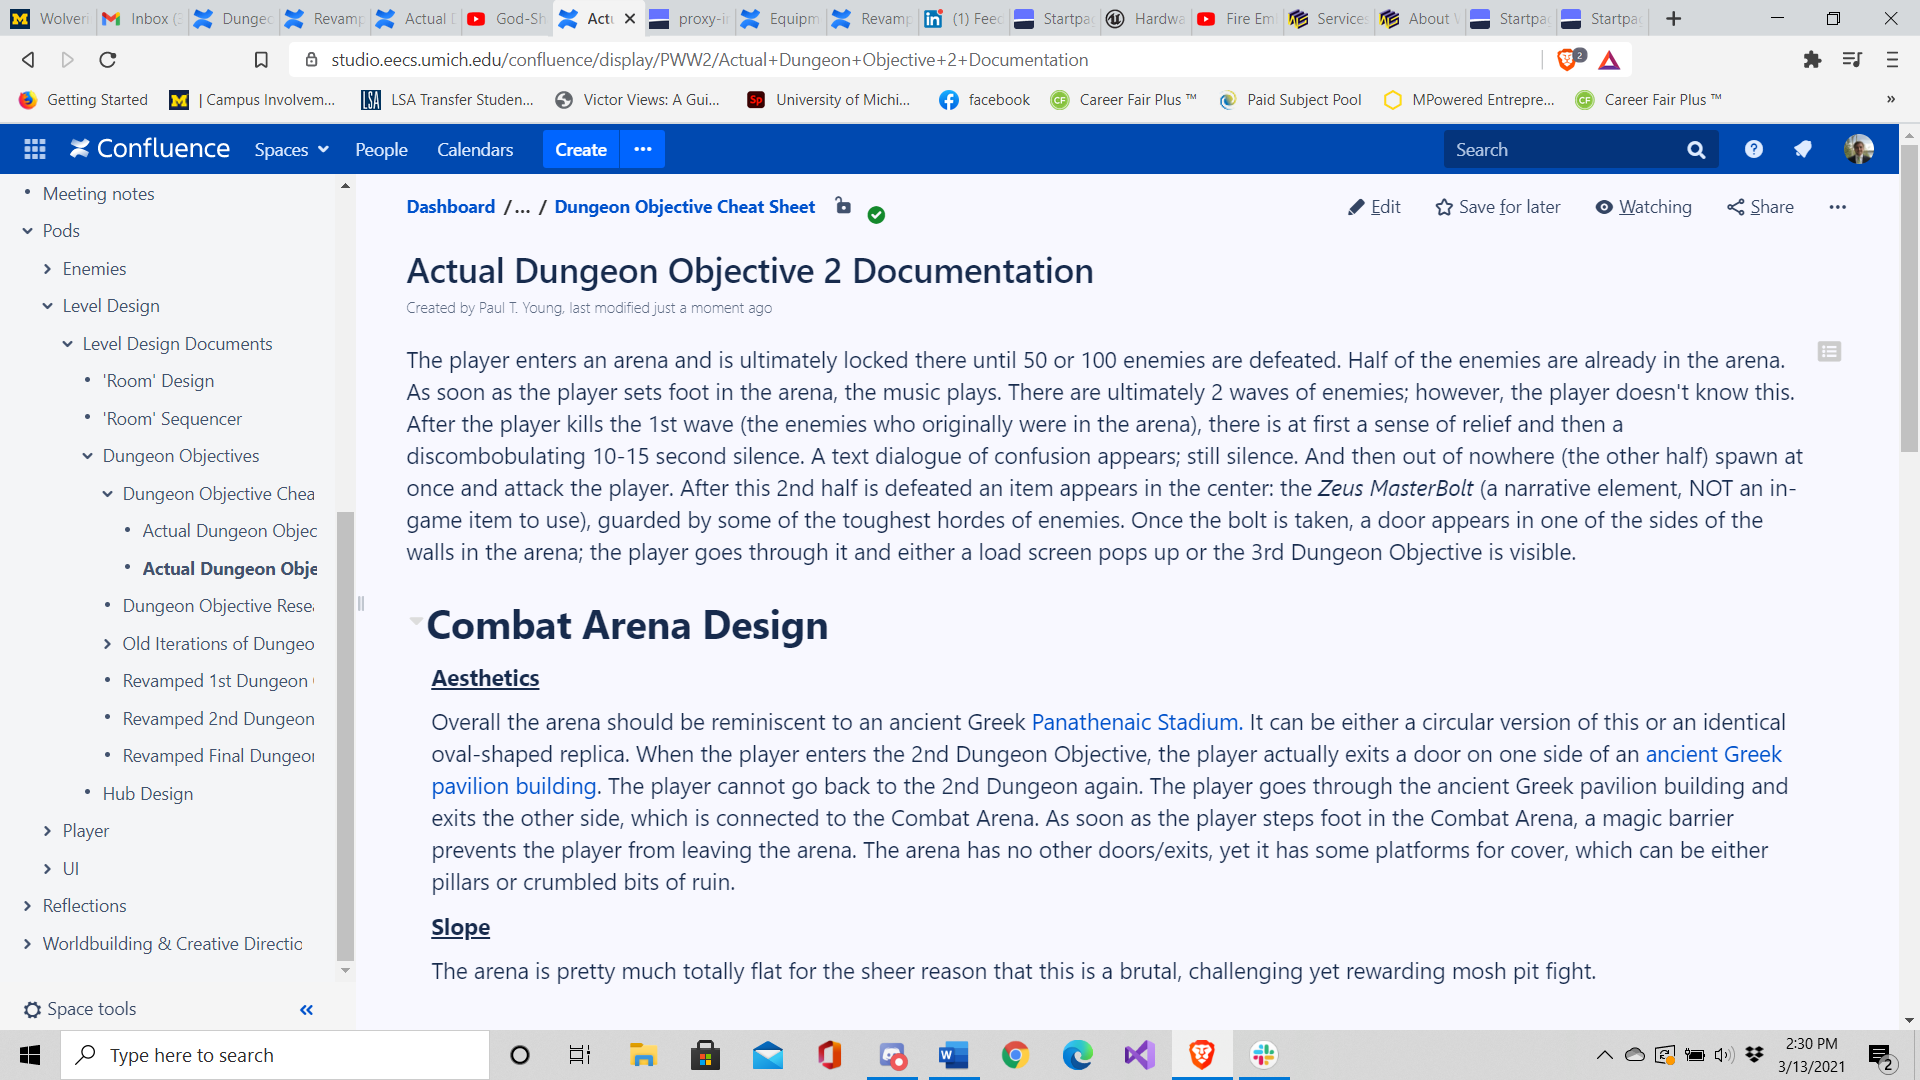 Wolveri
Inbox (3
Dungeo
Revamp
Actual D
God-Sh
Actu
proxy-in
Equipm
Revamp
(1) Feed
Startpag
Hardwa
Fire Em
Services
About W
Startpag
Startpag
studio.eecs.umich.edu/confluence/display/PWW2/Actual+Dungeon+Objective+2+Documentation
2
Getting Started
| Campus Involvem...
LSA Transfer Studen...
Victor Views: A Gui...
University of Michi...
facebook
Career Fair Plus ™
Paid Subject Pool
MPowered Entrepre...
Career Fair Plus ™
»
Confluence
Spaces
People
Calendars
Create
Search
Meeting notes
Pods
Enemies
Level Design
Level Design Documents
'Room' Design
'Room' Sequencer
Dungeon Objectives
Dungeon Objective Chea
Actual Dungeon Objec
Actual Dungeon Obje
Dungeon Objective Rese
Old Iterations of Dungeo
Revamped 1st Dungeon
Revamped 2nd Dungeon
Revamped Final Dungeon
Hub Design
Player
UI
Reflections
Worldbuilding & Creative Directio
Space tools
«
Dashboard /... / Dungeon Objective Cheat Sheet
Edit
Save for later
Watching
Share
Actual Dungeon Objective 2 Documentation
Created by Paul T. Young, last modified just a moment ago
The player enters an arena and is ultimately locked there until 50 or 100 enemies are defeated. Half of the enemies are already in the arena.
As soon as the player sets foot in the arena, the music plays. There are ultimately 2 waves of enemies; however, the player doesn't know this.
After the player kills the 1st wave (the enemies who originally were in the arena), there is at first a sense of relief and then a
discombobulating 10-15 second silence. A text dialogue of confusion appears; still silence. And then out of nowhere (the other half) spawn at
once and attack the player. After this 2nd half is defeated an item appears in the center: the Zeus MasterBolt (a narrative element, NOT an in-
game item to use), guarded by some of the toughest hordes of enemies. Once the bolt is taken, a door appears in one of the sides of the
walls in the arena; the player goes through it and either a load screen pops up or the 3rd Dungeon Objective is visible.
Combat Arena Design
Aesthetics
Overall the arena should be reminiscent to an ancient Greek Panathenaic Stadium. It can be either a circular version of this or an identical
oval-shaped replica. When the player enters the 2nd Dungeon Objective, the player actually exits a door on one side of an ancient Greek
pavilion building. The player cannot go back to the 2nd Dungeon again. The player goes through the ancient Greek pavilion building and
exits the other side, which is connected to the Combat Arena. As soon as the player steps foot in the Combat Arena, a magic barrier
prevents the player from leaving the arena. The arena has no other doors/exits, yet it has some platforms for cover, which can be either
pillars or crumbled bits of ruin.
Slope
The arena is pretty much totally flat for the sheer reason that this is a brutal, challenging yet rewarding mosh pit fight.
Type here to search
2:30 PM
3/13/2021
2